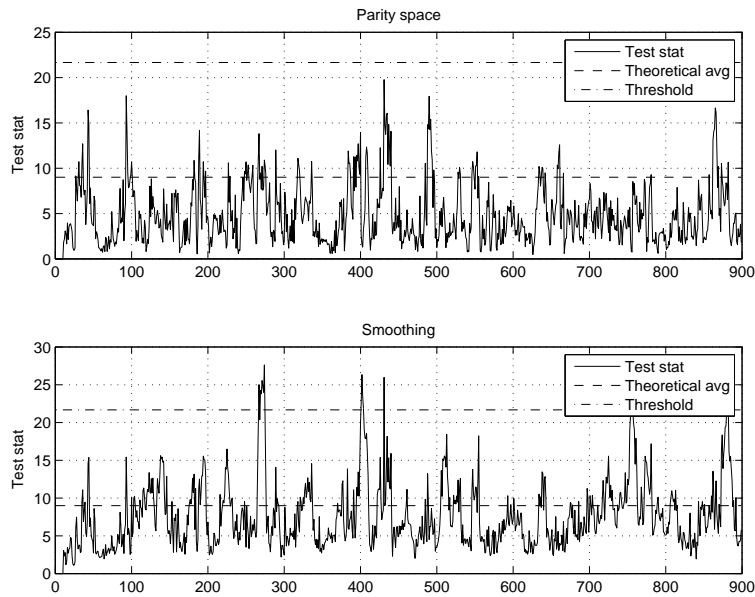 Parity space
25
20
15
10
5
0
Test stat
0 100 200 300 400 500 600 700 800 900
Test stat
Theoretical avg
Threshold
Smoothing
30
25
20
15
10
5
0
Test stat
0 100 200 300 400 500 600 700 800 900
Test stat
Theoretical avg
Threshold